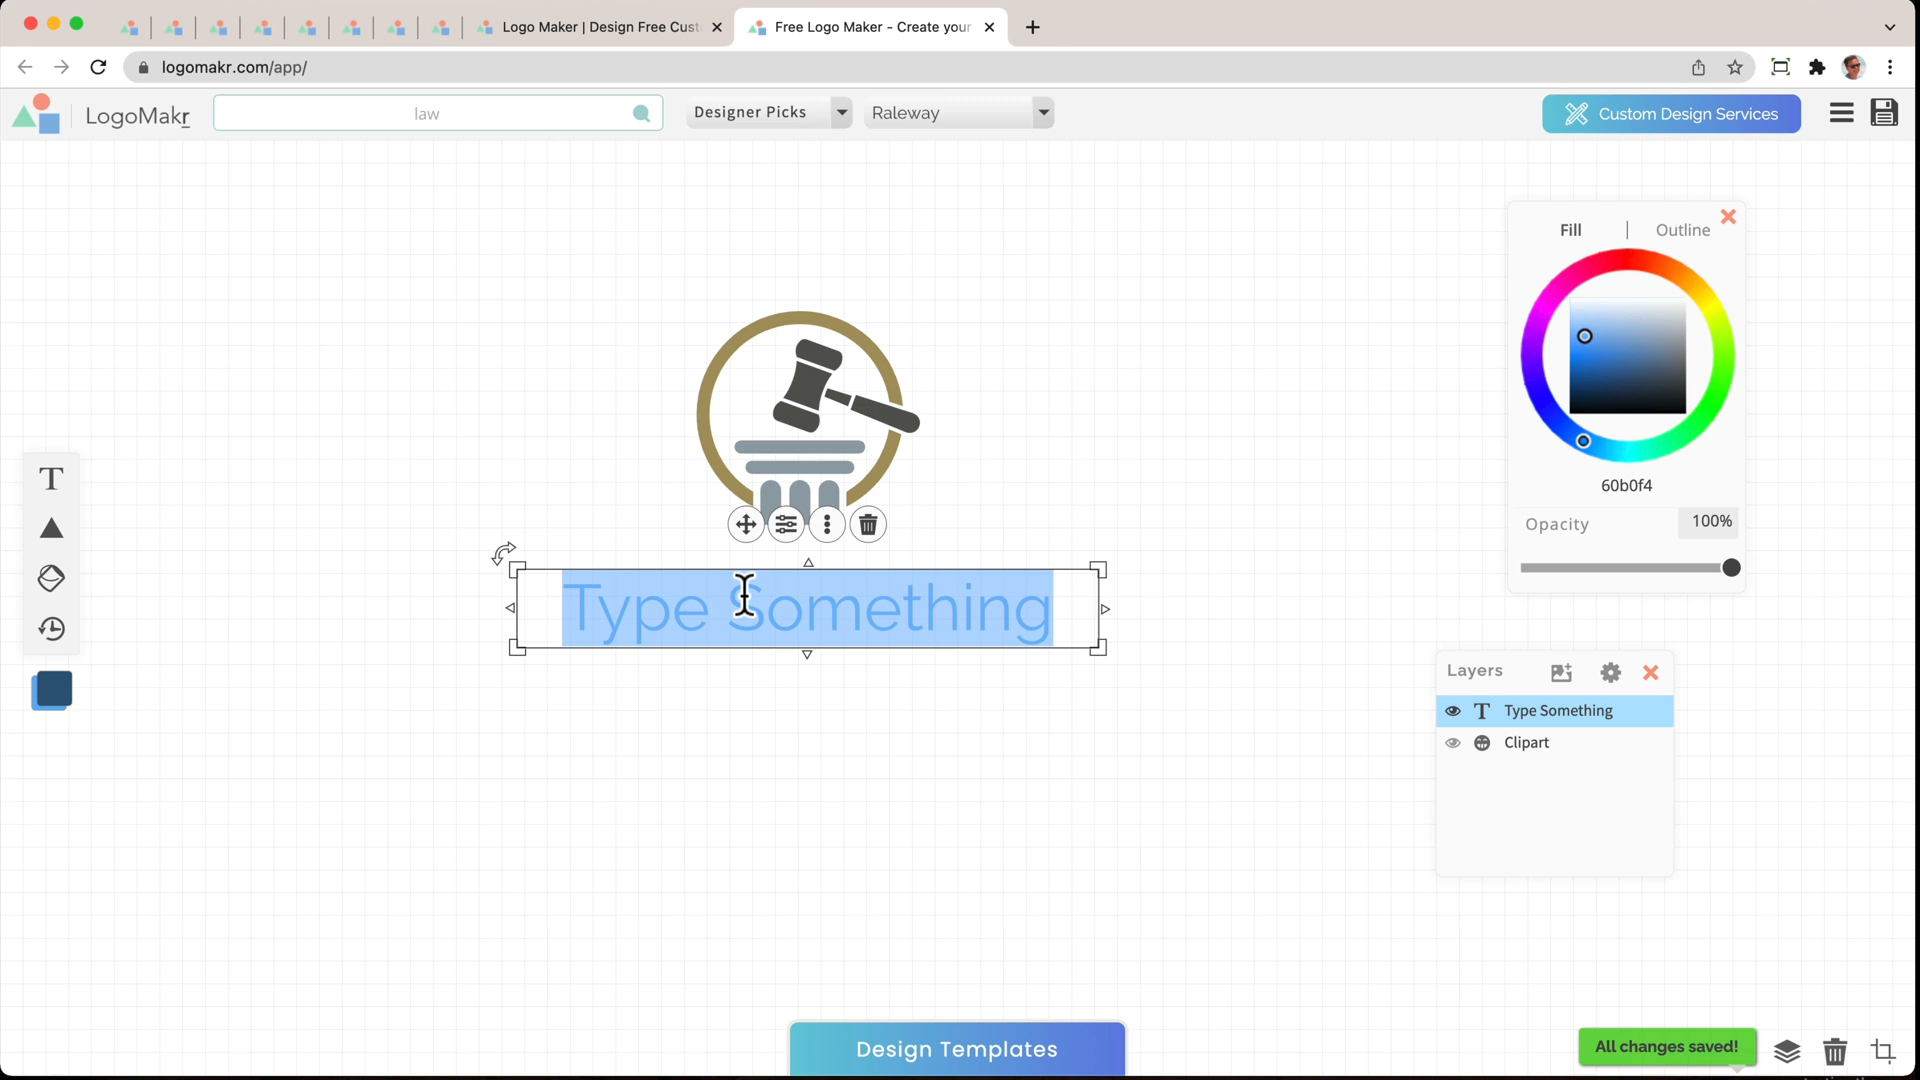 Logo Maker | Design Free Cust
Free Logo Maker - Create your
logomakr.com/app/
LogoMakr
law
Designer Picks
Raleway
Custom Design Services
Fill | Outline
60b0f4
Opacity 100%
T
Type Something
Layers
T Type Something
Clipart
Design Templates
All changes saved!